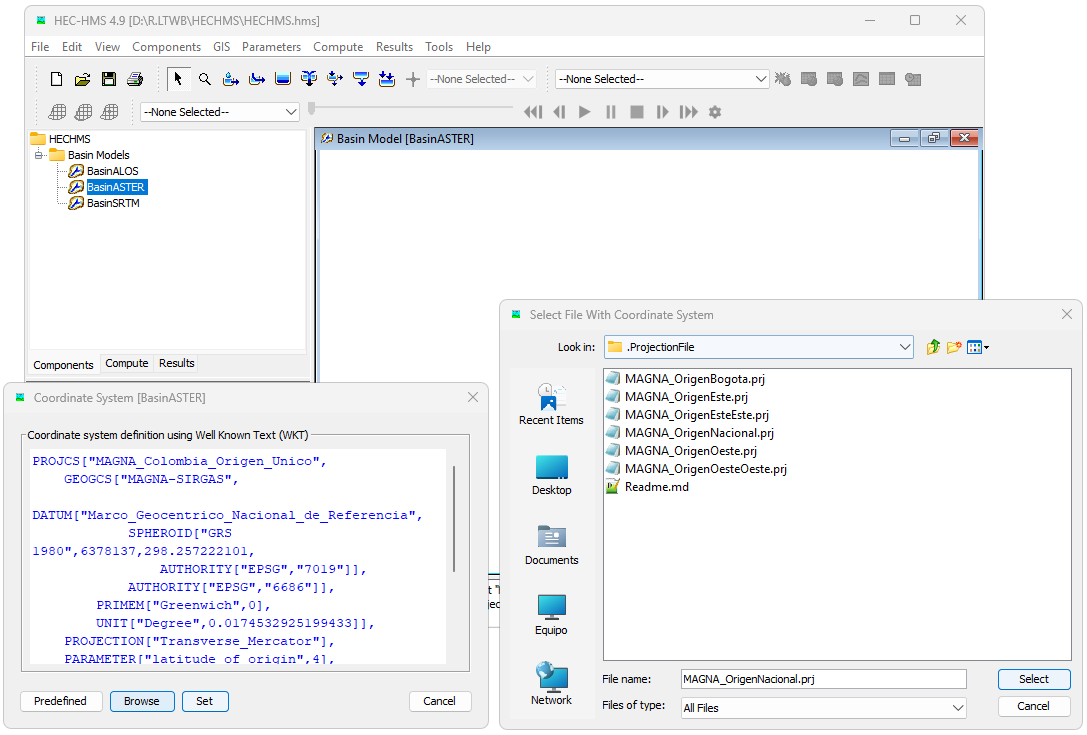 HEC-HMS 4.9 [D:\R.LTWB\HECHMS\HECHMS.hms]
File Edit View Components GIS Parameters Compute Results Tools Help
--None Selected-- --None Selected--
--None Selected--
HECHMS
Basin Models
BasinALOS
BasinASTER
BasinSRTM
Components Compute Results
Basin Model [BasinASTER]
Coordinate System [BasinASTER]
Coordinate system definition using Well Known Text (WKT)
PROJCS["MAGNA_Colombia_Origen_Unico",
GEOGCS["MAGNA-SIRGAS",
DATUM["Marco_Geocentrico_Nacional_de_Referencia",
SPHEROID["GRS
1980",6378137,298.257222101,
AUTHORITY["EPSG","7019"]],
AUTHORITY["EPSG","6686"]],
PRIMEM["Greenwich",0],
UNIT["Degree",0.0174532925199433]],
PROJECTION["Transverse_Mercator"],
PARAMETER["latitude_of_origin",4],
Predefined Browse Set Cancel
Select File With Coordinate System
Look in: .ProjectionFile
Recent Items
Desktop
Documents
Equipo
Network
MAGNA_OrigenBogota.prj
MAGNA_OrigenEste.prj
MAGNA_OrigenEsteEste.prj
MAGNA_OrigenNacional.prj
MAGNA_OrigenOeste.prj
MAGNA_OrigenOesteOeste.prj
Readme.md
File name: MAGNA_OrigenNacional.prj Select
Files of type: All Files Cancel